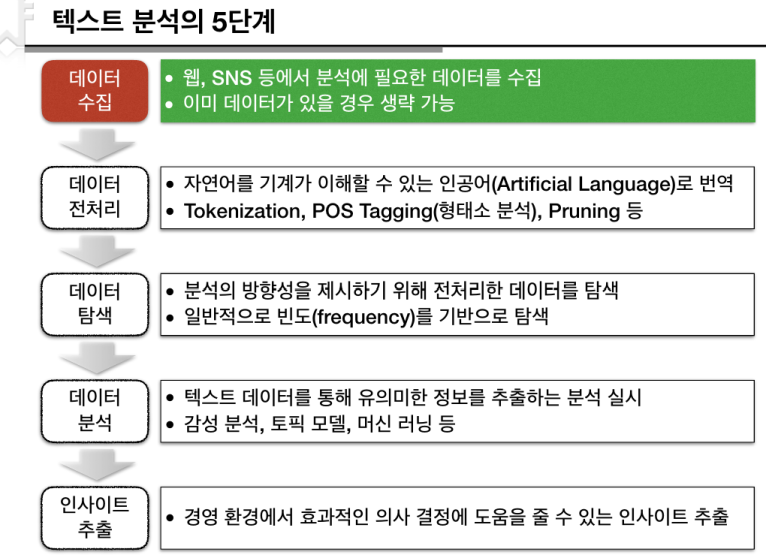 텍스트 분석의 5단계
데이터
수집
• 웹, SNS 등에서 분석에 필요한 데이터를 수집
• 이미 데이터가 있을 경우 생략 가능
데이터
전처리
• 자연어를 기계가 이해할 수 있는 인공어(Artificial Language)로 번역
• Tokenization, POS Tagging(형태소 분석), Pruning 등
데이터
탐색
• 분석의 방향성을 제시하기 위해 전처리한 데이터를 탐색
• 일반적으로 빈도(frequency)를 기반으로 탐색
데이터
분석
• 텍스트 데이터를 통해 유의미한 정보를 추출하는 분석 실시
• 감성 분석, 토픽 모델, 머신 러닝 등
인사이트
추출
• 경영 환경에서 효과적인 의사 결정에 도움을 줄 수 있는 인사이트 추출